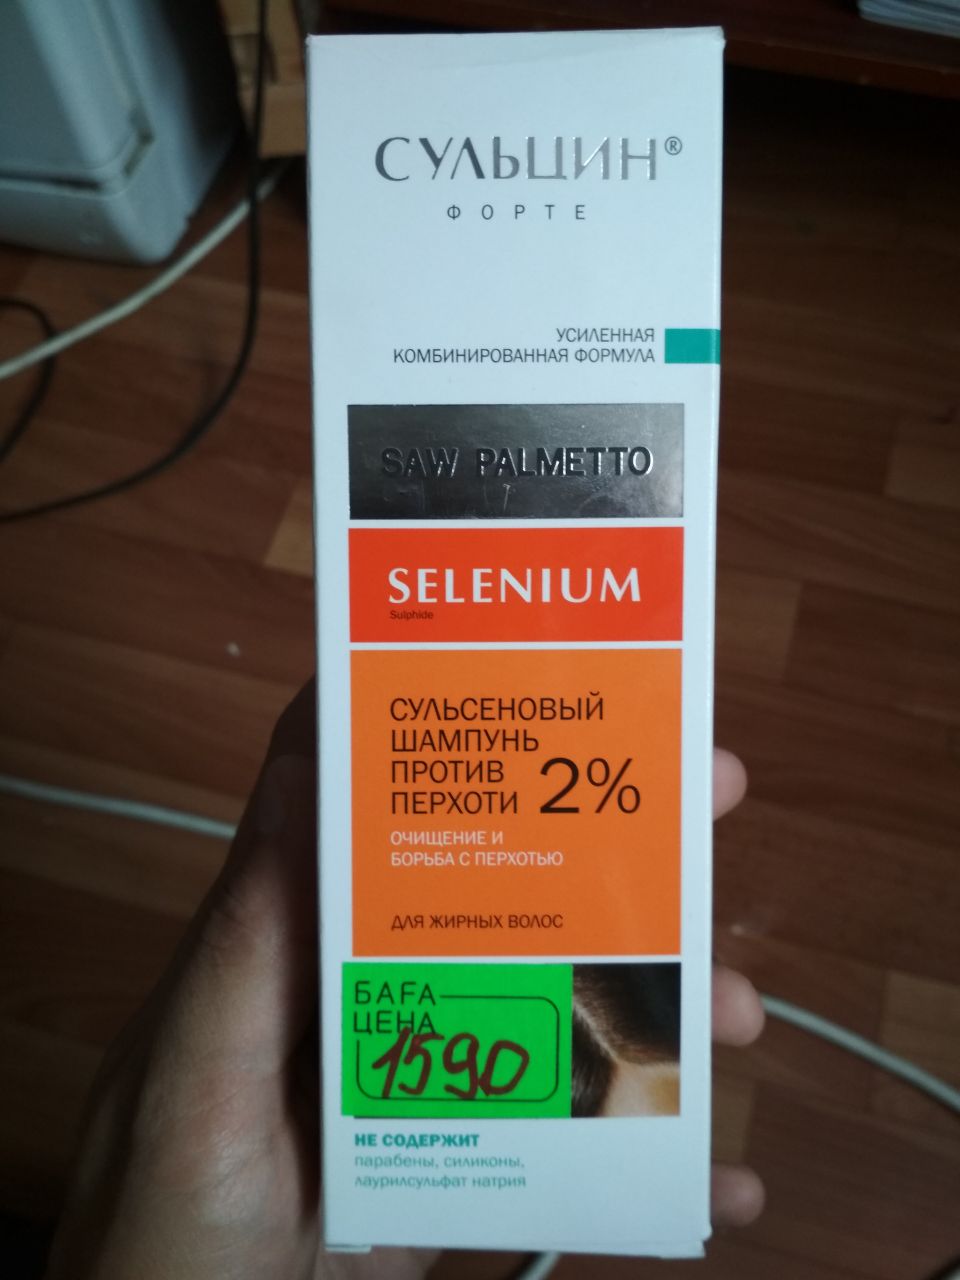 СУЛЬЦИН®
ФОРТЕ
УСИЛЕННАЯ
КОМБИНИРОВАННАЯ ФОРМУЛА
SAW PALMETTO
SELENIUM
Sulphide
СУЛЬСЕНОВЫЙ
ШАМПУНЬ
ПРОТИВ
ПЕРХОТИ 2%
ОЧИЩЕНИЕ И
БОРЬБА С ПЕРХОТЬЮ
ДЛЯ ЖИРНЫХ ВОЛОС
БАҒА
ЦЕНА
1590
НЕ СОДЕРЖИТ
парабены, силиконы,
лаурилсульфат натрия